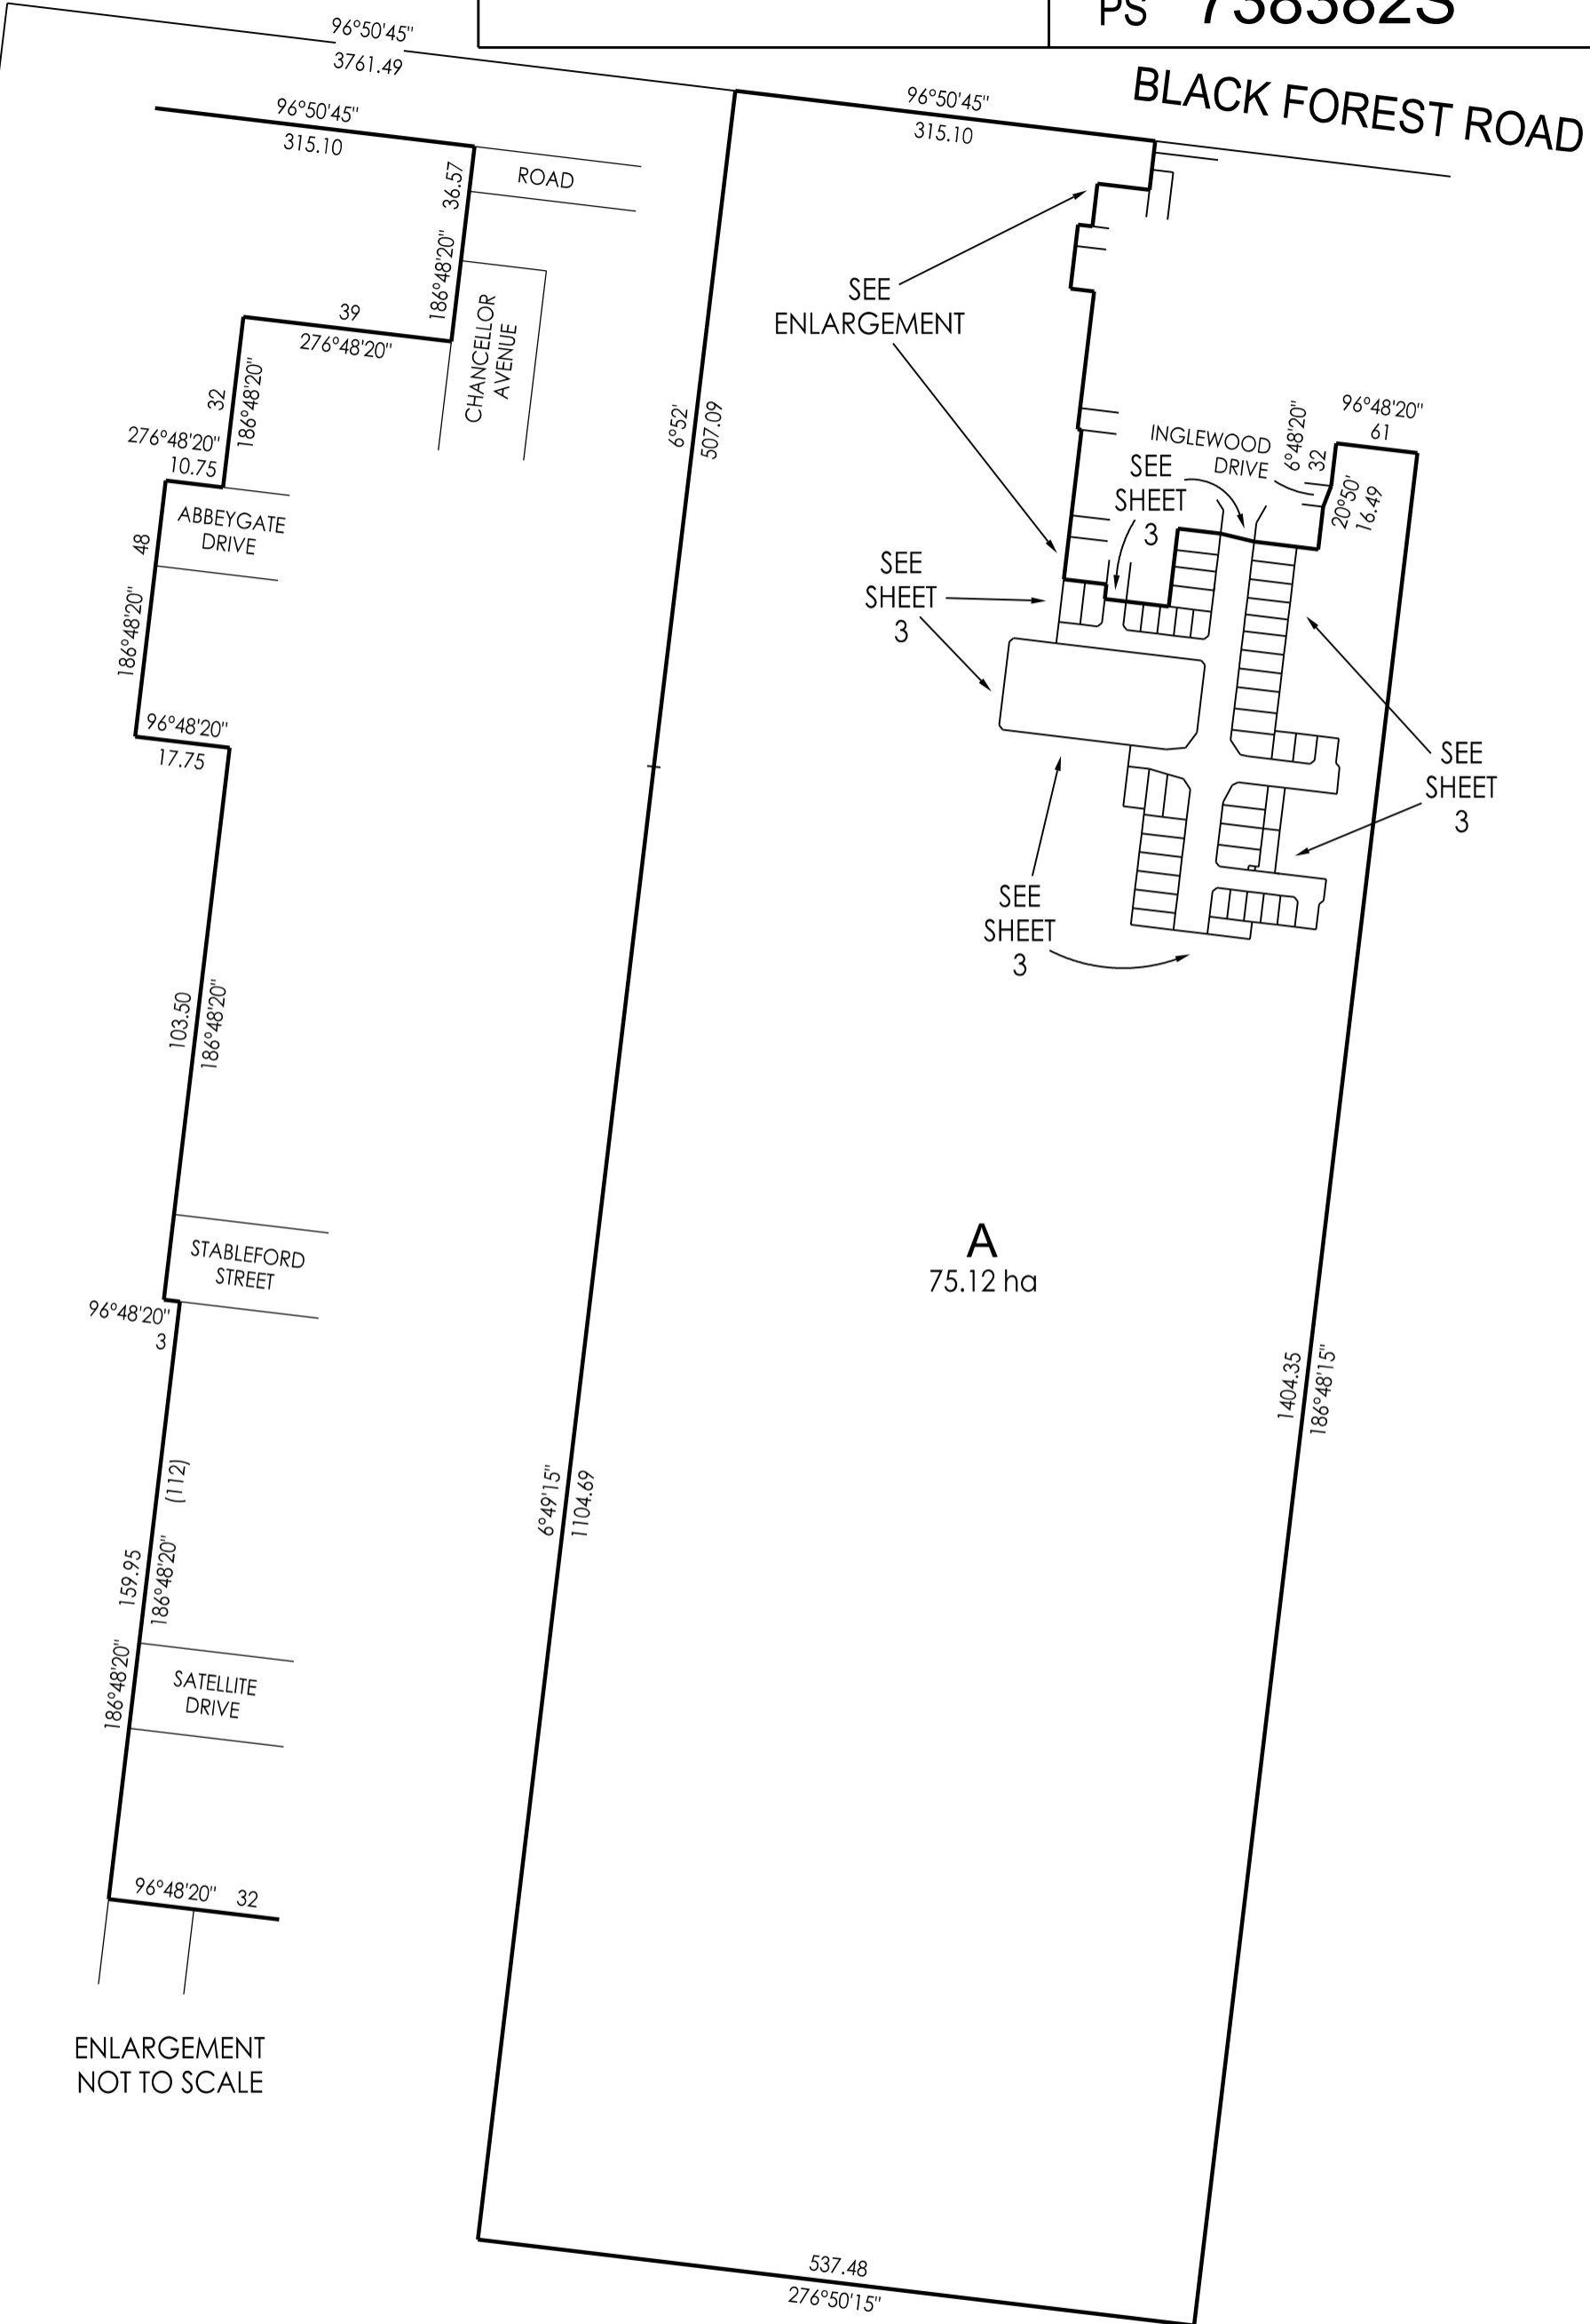 PS 738382S
96°50'45"
3761.49
BLACK FOREST ROAD
96°50'45"
315.10
96°50'45"
315.10
36.57
186°48'20"
ROAD
CHANCELLOR
AVENUE
39
276°48'20"
32
186°48'20"
276°48'20"
10.75
ABBEYGATE
DRIVE
48
186°48'20"
96°48'20"
17.75
103.50
186°48'20"
STABLEFORD
STREET
96°48'20"
3
(112)
186°48'20"
159.95
186°48'20"
SATELLITE
DRIVE
96°48'20" 32
ENLARGEMENT
NOT TO SCALE
6°52'
507.09
SEE
ENLARGEMENT
INGLEWOOD
DRIVE
6°48'20"
32
96°48'20"
61
20°50'
16.49
SEE
SHEET
3
SEE
SHEET
3
SEE
SHEET
3
SEE
SHEET
3
A
75.12 ha
6°49'15"
1104.69
1404.35
186°48'15"
537.48
276°50'15"